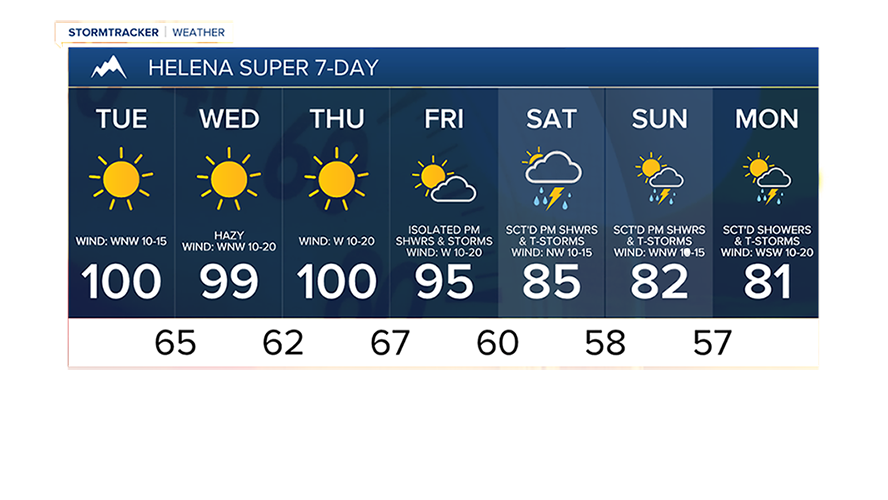 STORMTRACKER | WEATHER
HELENA SUPER 7-DAY
TUE
WIND: WNW 10-15
100
WED
HAZY
WIND: WNW 10-20
99
THU
WIND: W 10-20
100
FRI
ISOLATED PM
SHWRS & STORMS
WIND: W 10-20
95
SAT
SCT'D PM SHWRS
& T-STORMS
WIND: NW 10-15
85
SUN
SCT'D PM SHWRS
& T-STORMS
WIND: WNW 10-15
82
MON
SCT'D SHOWERS
& T-STORMS
WIND: WSW 10-20
81
65 62 67 60 58 57